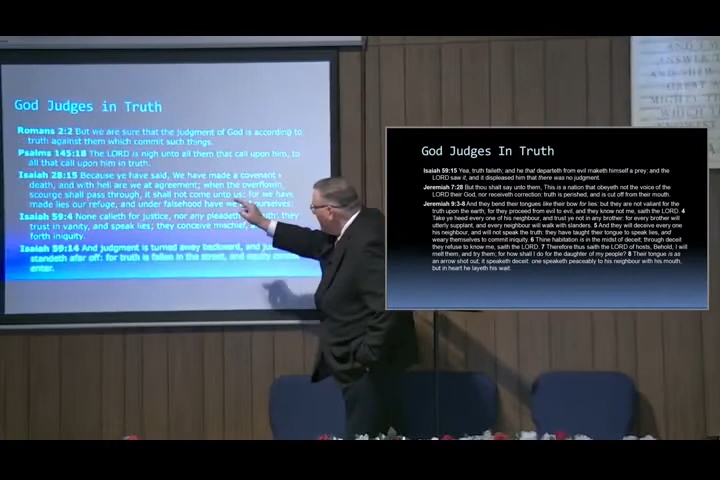 God Judges in Truth
Romans 2:2 But we are sure that the judgment of God is according to
truth against them which commit such things.
Psalms 145:18 The LORD is nigh unto all them that call upon him, to
all that call upon him in truth.
Isaiah 28:15 Because ye have said, We have made a covenant
death, and with hell are we at agreement; when the overflowing
scourge shall pass through, it shall not come unto us: for we have
made lies our refuge, and under falsehood have we ourselves:
Isaiah 59:4 None calleth for justice, nor any pleadeth truth: they
trust in vanity, and speak lies; they conceive mischief,
forth iniquity.
Isaiah 59:14 And judgment is turned away backward, and
standeth afar off: for truth is fallen in the street, and equity cannot
enter.
God Judges In Truth
Isaiah 59:15 Yea, truth faileth; and he that departeth from evil maketh himself a prey: and the
LORD saw it, and it displeased him that there was no judgment.
Jeremiah 7:28 But thou shalt say unto them, This is a nation that obeyeth not the voice of the
LORD their God, nor receiveth correction: truth is perished, and is cut off from their mouth.
Jeremiah 9:3-8 And they bend their tongues like their bow for lies: but they are not valiant for the
truth upon the earth; for they proceed from evil to evil, and they know not me, saith the LORD. 4
Take ye heed every one of his neighbour, and trust ye not in any brother: for every brother will
utterly supplant, and every neighbour will walk with slanders. 5 And they will deceive every one
his neighbour, and will not speak the truth: they have taught their tongue to speak lies, and
weary themselves to commit iniquity. 6 Thine habitation is in the midst of deceit; through deceit
they refuse to know me, saith the LORD. 7 Therefore thus saith the LORD of hosts, Behold, I will
melt them, and try them; for how shall I do for the daughter of my people? 8 Their tongue is as
an arrow shot out; it speaketh deceit: one speaketh peaceably to his neighbour with his mouth,
but in heart he layeth his wait.